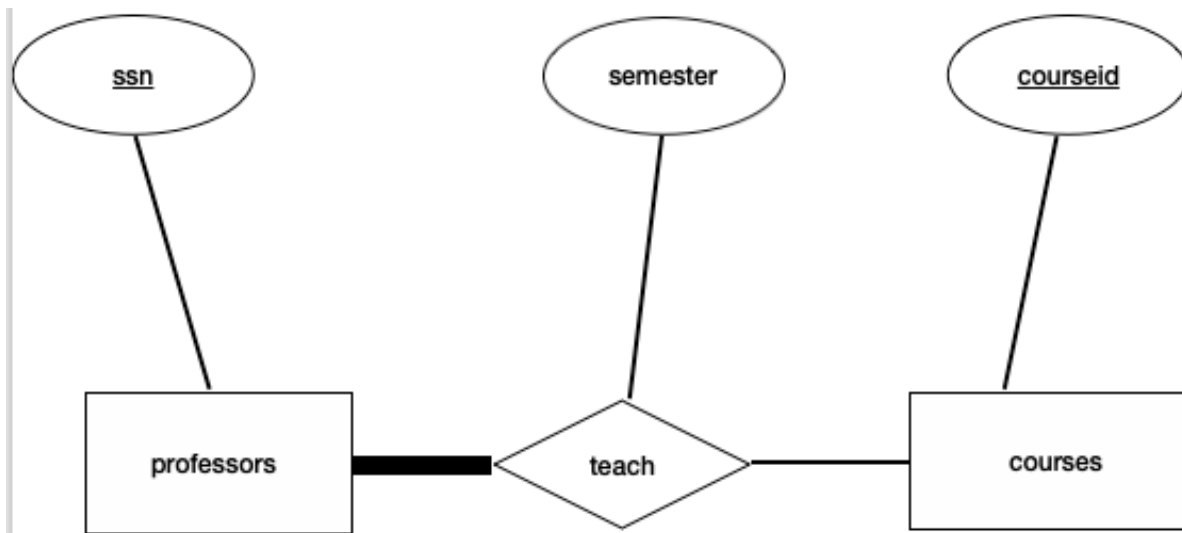 ssn
semester
courseid
professors
teach
courses